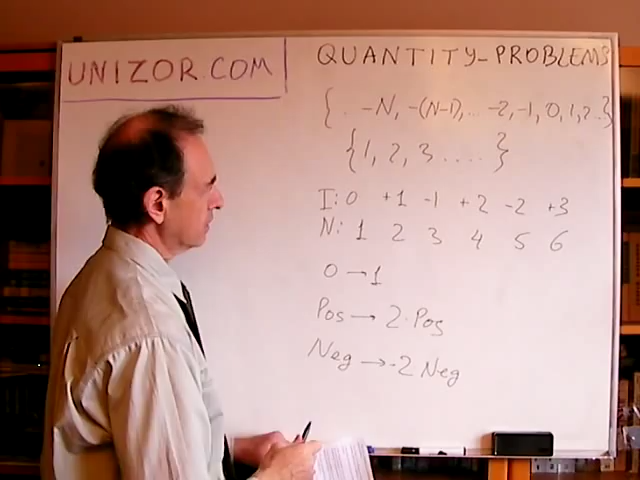 UNIZOR.COM
QUANTITY-PROBLEMS
{ . -N, -(N-1), ... -2, -1, 0, 1, 2..}
{1, 2, 3 .... }
I: 0 +1 -1 +2 -2 +3
N: 1 2 3 4 5 6
0 → 1
Pos → 2·Pos
Neg → -2 Neg